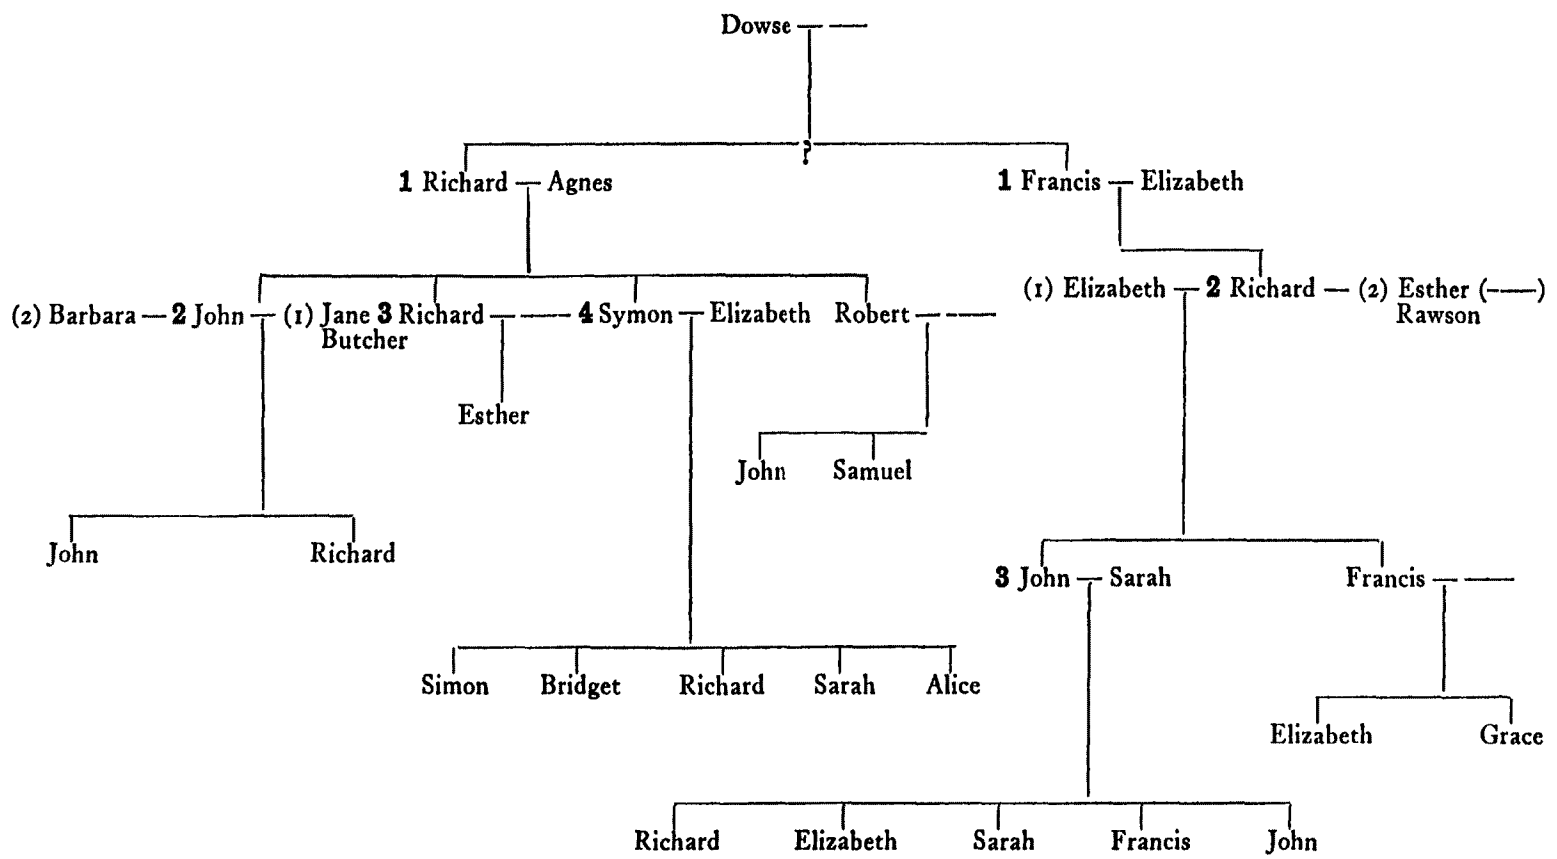 Dowse — —
?
1 Richard — Agnes
1 Francis — Elizabeth
(1) Elizabeth — 2 Richard — (2) Esther (—)
Rawson
(2) Barbara — 2 John — (1) Jane 3 Richard — — 4 Symon — Elizabeth Robert — —
Butcher
Esther
John Samuel
John Richard
3 John — Sarah Francis — —
Simon Bridget Richard Sarah Alice
Elizabeth Grace
Richard Elizabeth Sarah Francis John